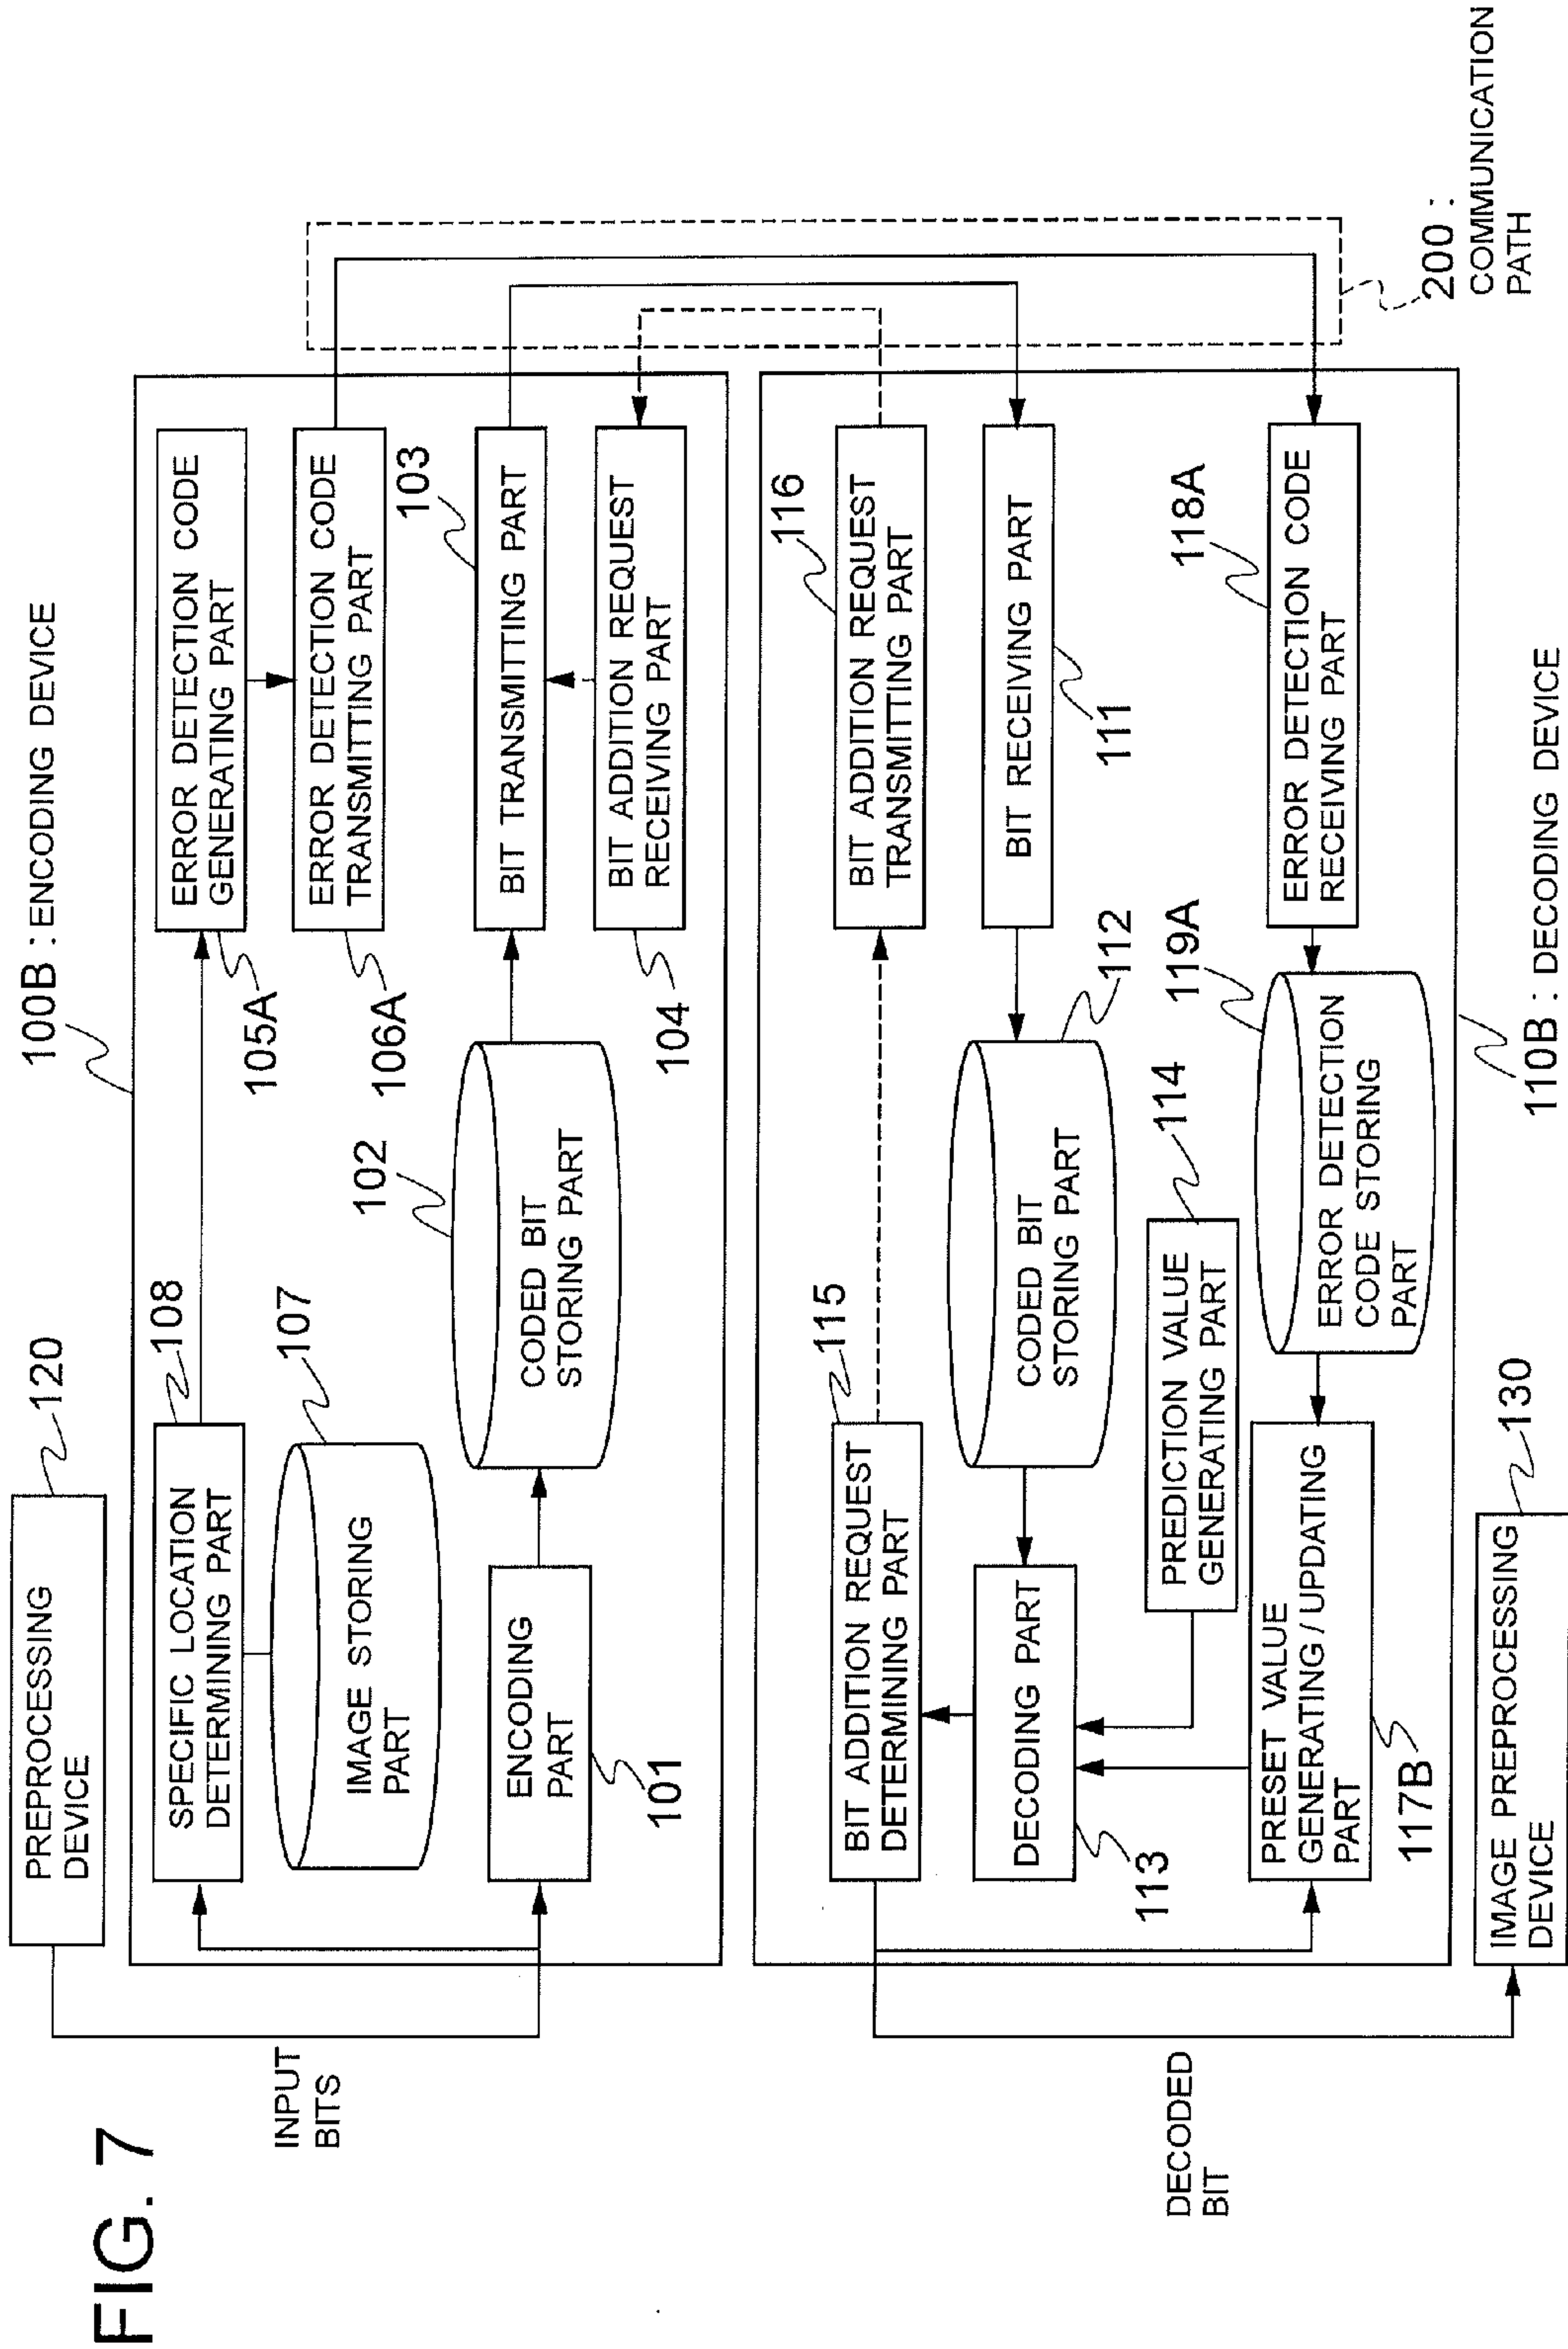 FIG. 7
PREPROCESSING
DEVICE
120
100B : ENCODING DEVICE
INPUT
BITS
SPECIFIC LOCATION
DETERMINING PART
108
ERROR DETECTION CODE
GENERATING PART
105A
IMAGE STORING
PART
107
ERROR DETECTION CODE
TRANSMITTING PART
106A
ENCODING
PART
101
CODED BIT
STORING PART
102
BIT TRANSMITTING PART
103
BIT ADDITION REQUEST
RECEIVING PART
104
BIT ADDITION REQUEST
DETERMINING PART
115
BIT ADDITION REQUEST
TRANSMITTING PART
116
DECODING PART
113
CODED BIT
STORING PART
112
BIT RECEIVING PART
111
PREDICTION VALUE
GENERATING PART
114
PRESET VALUE
GENERATING / UPDATING
PART
117B
ERROR DETECTION
CODE STORING
PART
119A
ERROR DETECTION CODE
RECEIVING PART
118A
DECODED
BIT
IMAGE PREPROCESSING
DEVICE
130
110B : DECODING DEVICE
200 :
COMMUNICATION
PATH